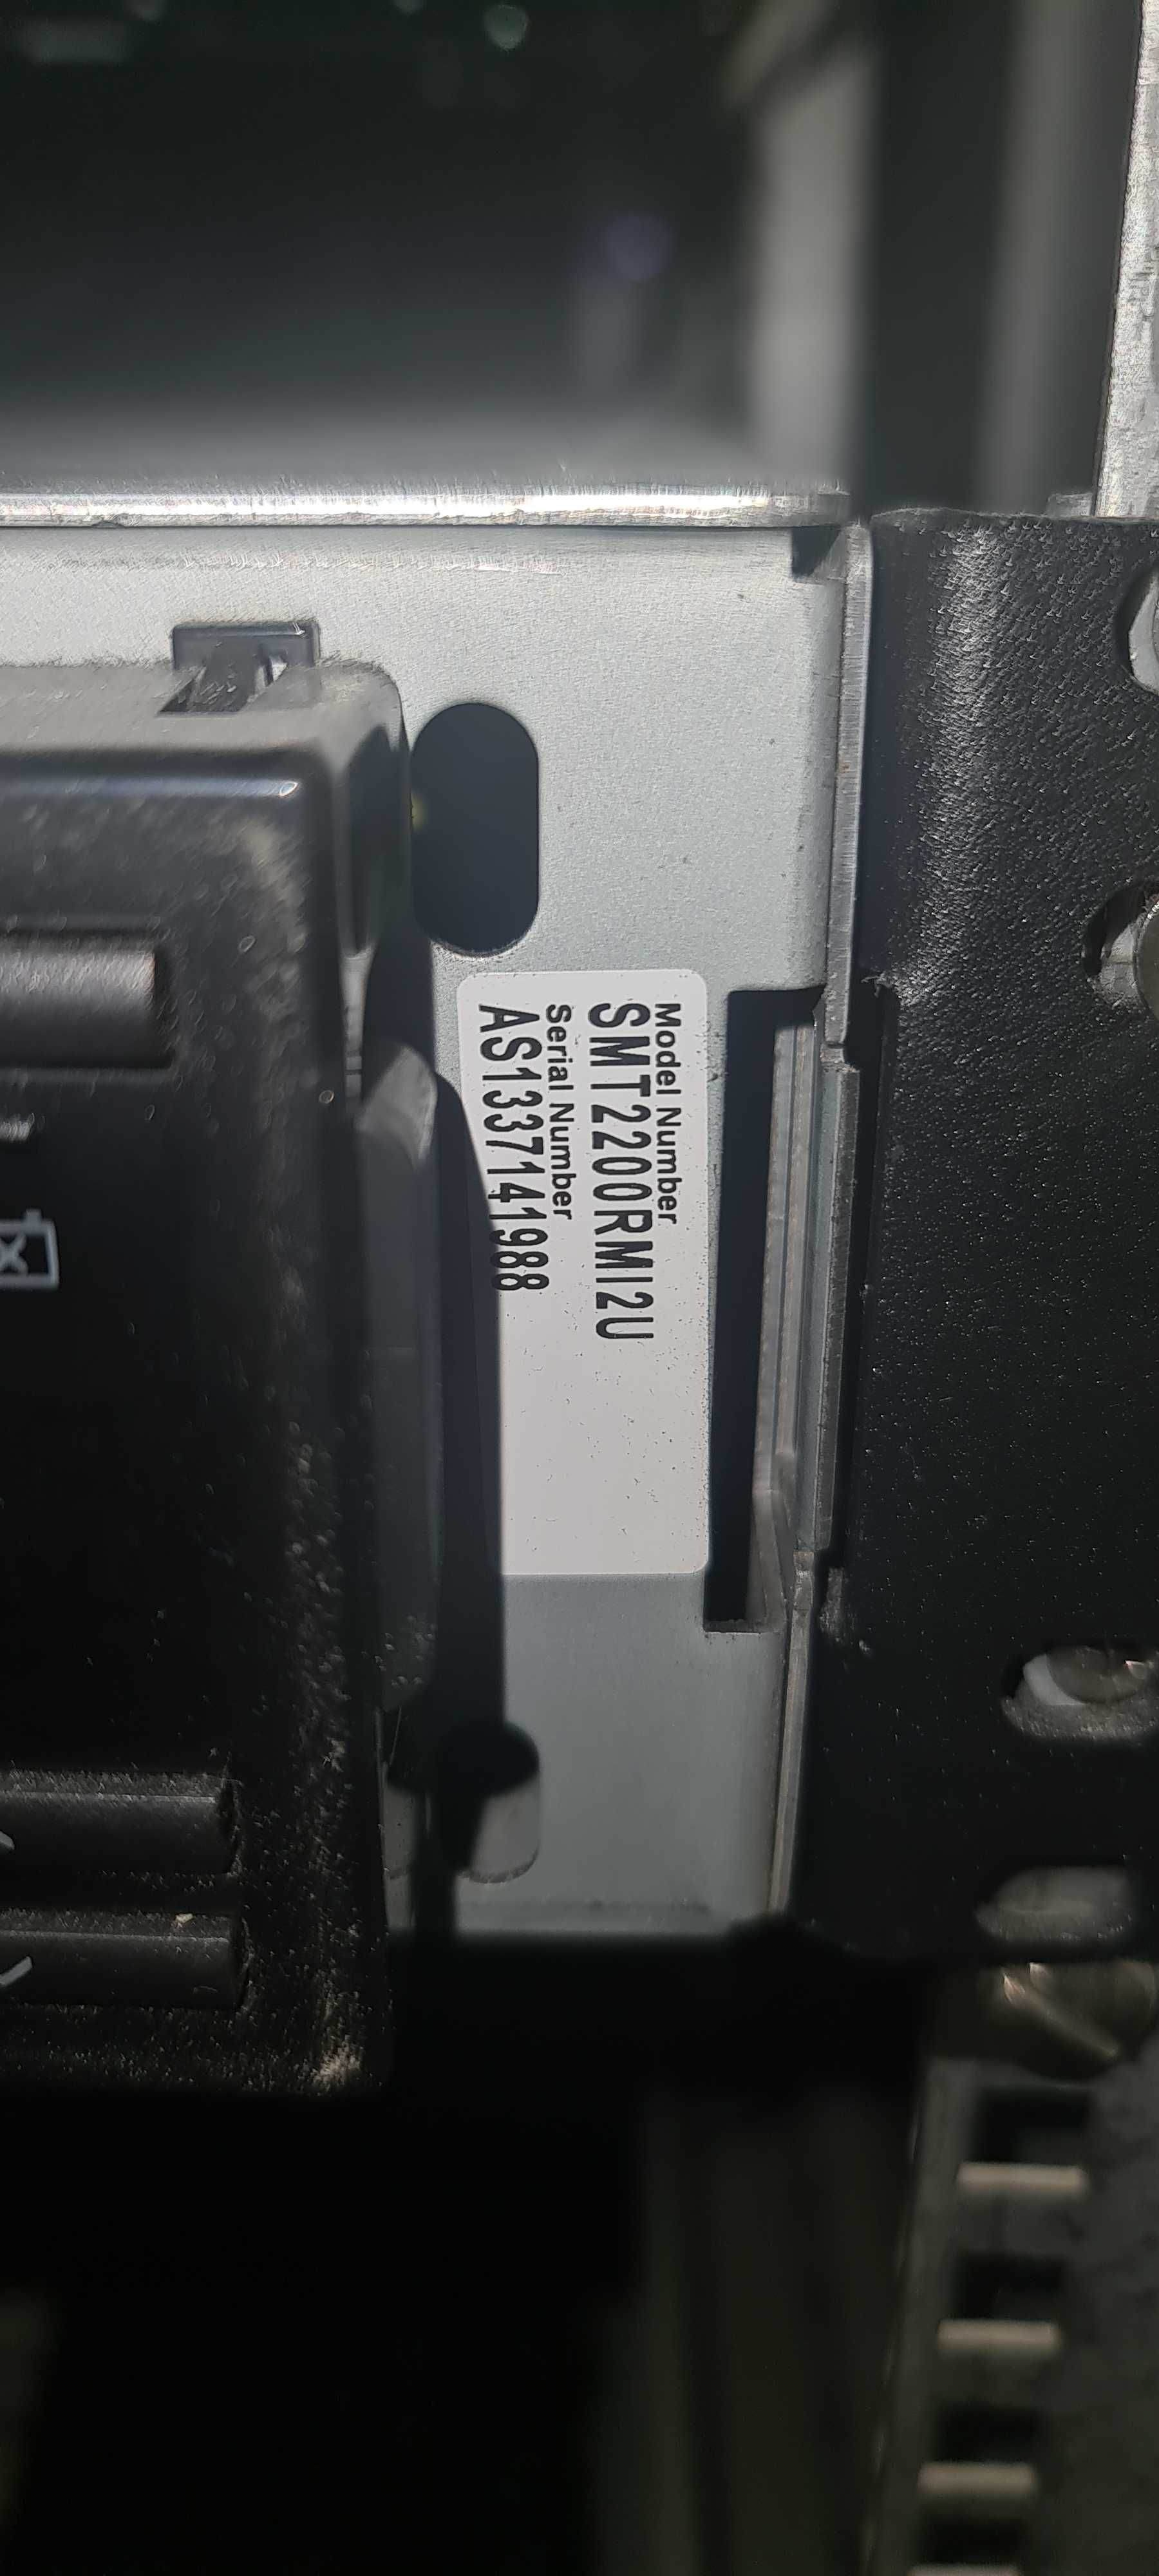 Model Number
SMT2200RMI2U
Serial Number
AS1337141988